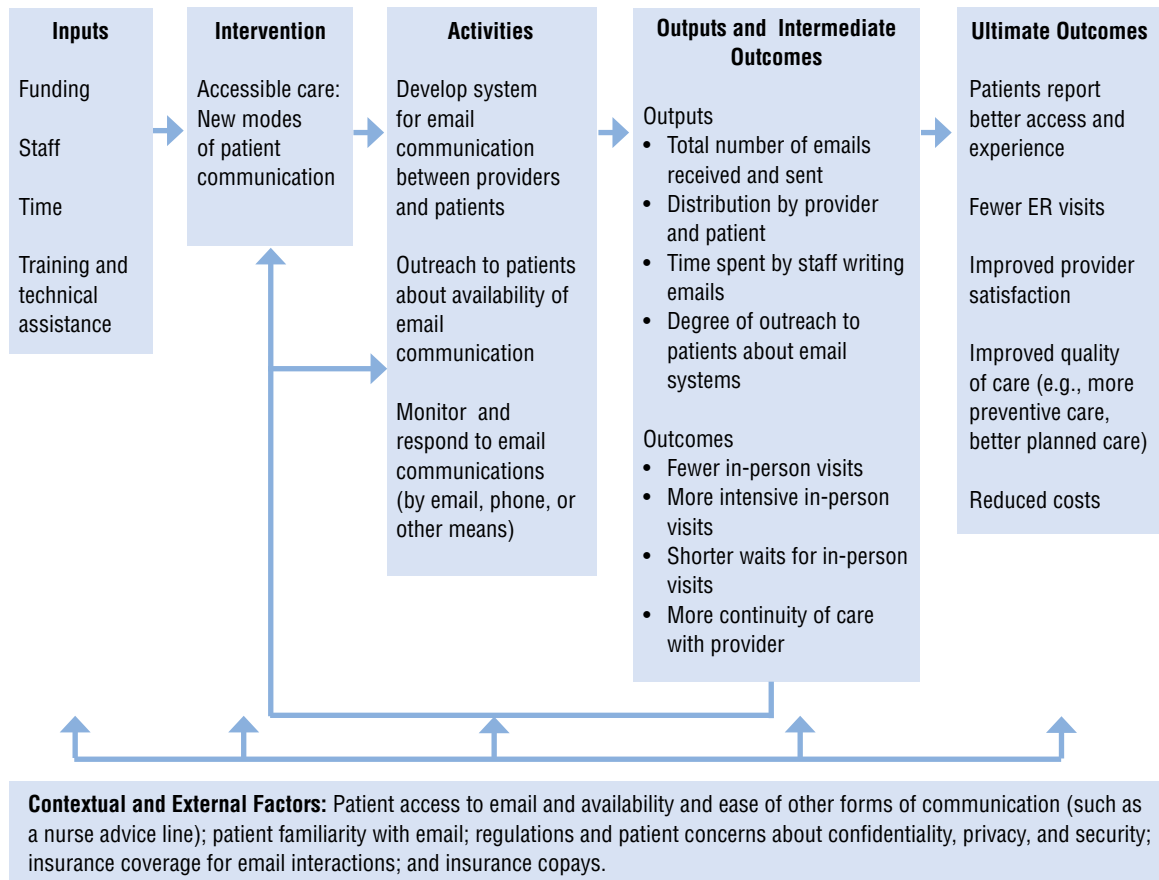 Inputs
Funding
Staff
Time
Training and
technical
assistance
Intervention
Accessible care:
New modes
of patient
communication
Activities
Develop system
for email
communication
between providers
and patients
Outreach to patients
about availability of
email
communication
Monitor and
respond to email
communications
(by email, phone, or
other means)
Outputs and Intermediate
Outcomes
Outputs
• Total number of emails
received and sent
• Distribution by provider
and patient
• Time spent by staff writing
emails
• Degree of outreach to
patients about email
systems
Outcomes
• Fewer in-person visits
• More intensive in-person
visits
• Shorter waits for in-person
visits
• More continuity of care
with provider
Ultimate Outcomes
Patients report
better access and
experience
Fewer ER visits
Improved provider
satisfaction
Improved quality
of care (e.g., more
preventive care,
better planned care)
Reduced costs
Contextual and External Factors: Patient access to email and availability and ease of other forms of communication (such as
a nurse advice line); patient familiarity with email; regulations and patient concerns about confidentiality, privacy, and security;
insurance coverage for email interactions; and insurance copays.